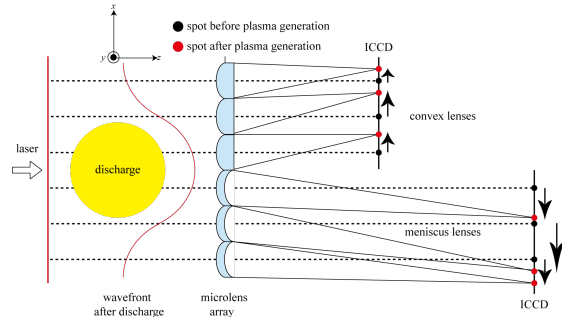 x
y
z
spot before plasma generation
spot after plasma generation
ICCD
convex lenses
laser
discharge
meniscus lenses
wavefront
after discharge
microlens
array
ICCD